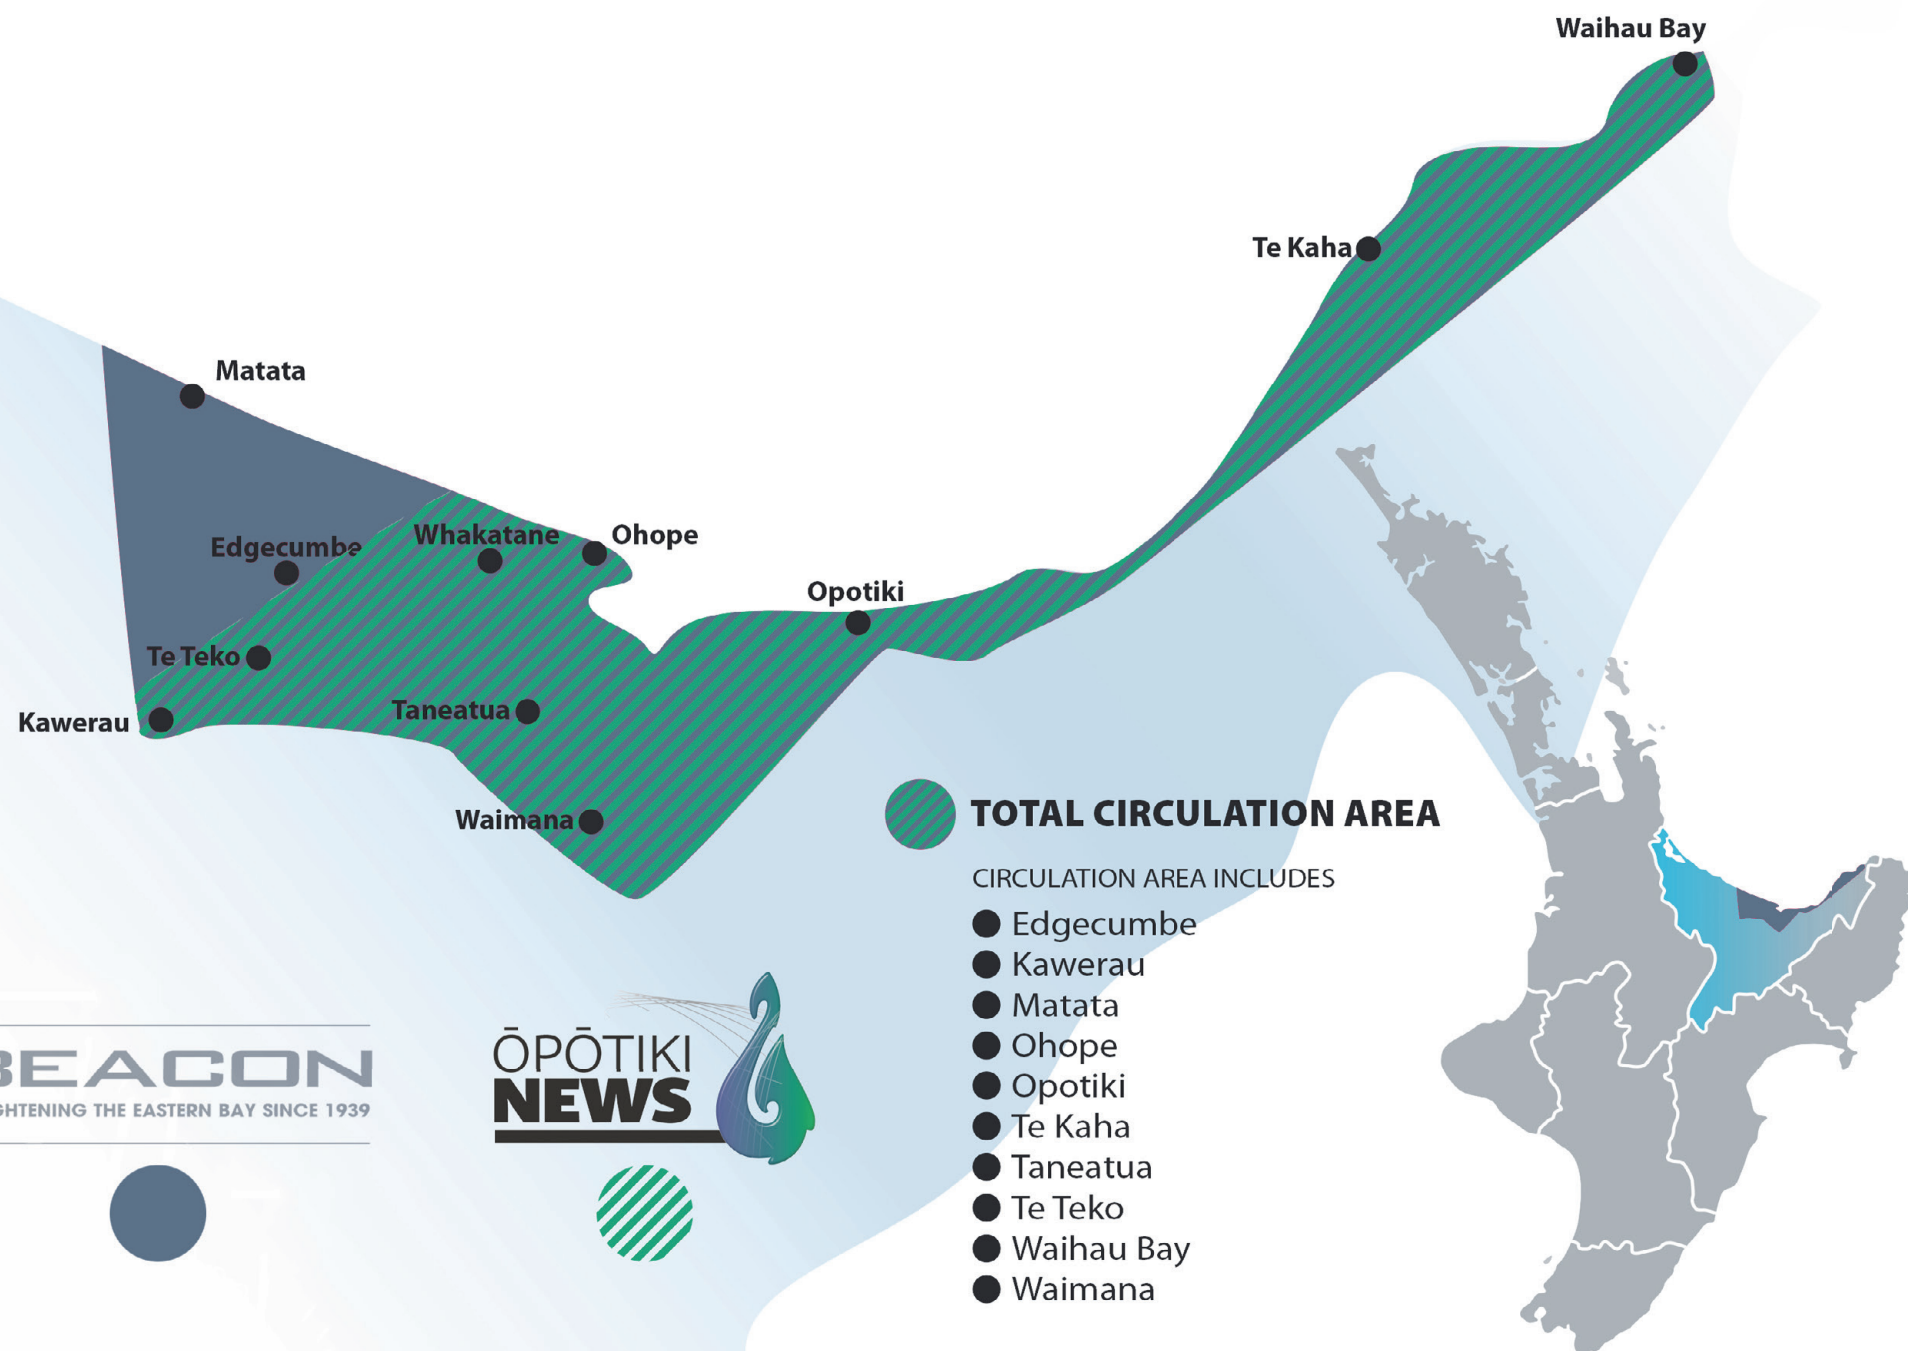 Waihau Bay
Te Kaha
Matata
Edgecumbe
Whakatane
Ohope
Opotiki
Te Teko
Kawerau
Taneatua
Waimana
TOTAL CIRCULATION AREA
CIRCULATION AREA INCLUDES
Edgecumbe
Kawerau
Matata
Ohope
Opotiki
Te Kaha
Taneatua
Te Teko
Waihau Bay
Waimana
BEACON
GHTENING THE EASTERN BAY SINCE 1939
ŌPŌTIKI
NEWS